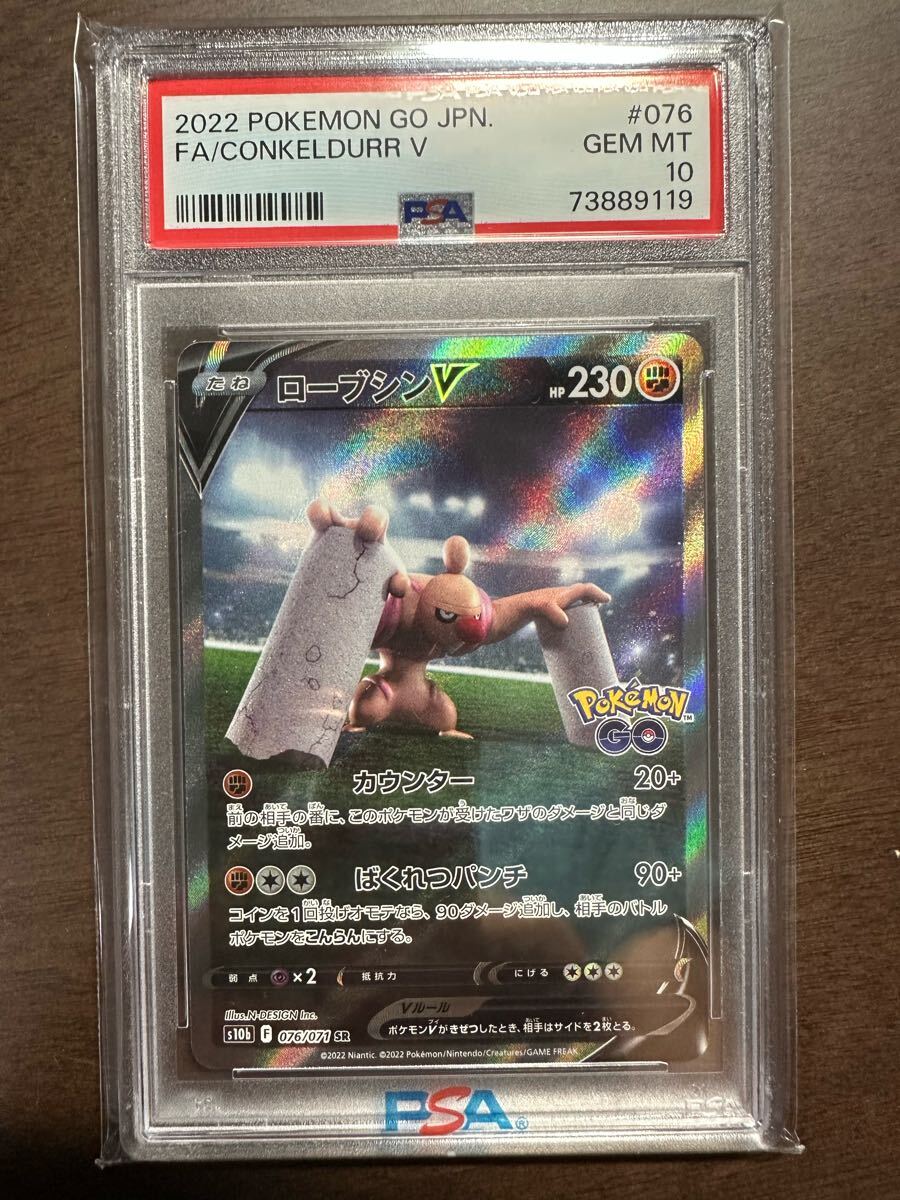 2022 POKEMON GO JPN. #076
FA/CONKELDURR V GEM MT
10
73889119
PSA
たね ローブシンV HP 230
POKéMON™
GO
カウンター 20+
前の相手の番に、このポケモンが受けたワザのダメージと同じダ
メージ追加。
ばくれつパンチ 90+
コインを1回投げオモテなら、90ダメージ追加し、相手のバトル
ポケモンをこんらんにする。
弱点 ×2 抵抗力 にげる
Vルール
ポケモンVがきぜつしたとき、相手はサイドを2枚とる。
Illus.N-DESIGN Inc.
s10b F 076/071 SR
©2022 Niantic. ©2022 Pokémon/Nintendo/Creatures/GAME FREAK
PSA®